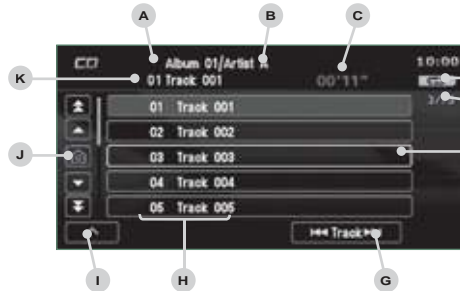 A
B
C
CD
Album 01/Artist A
10:00
K
01 Track 001
00'11"
01 Track 001
02 Track 002
J
03 Track 003
04 Track 004
05 Track 005
Track
I
H
G